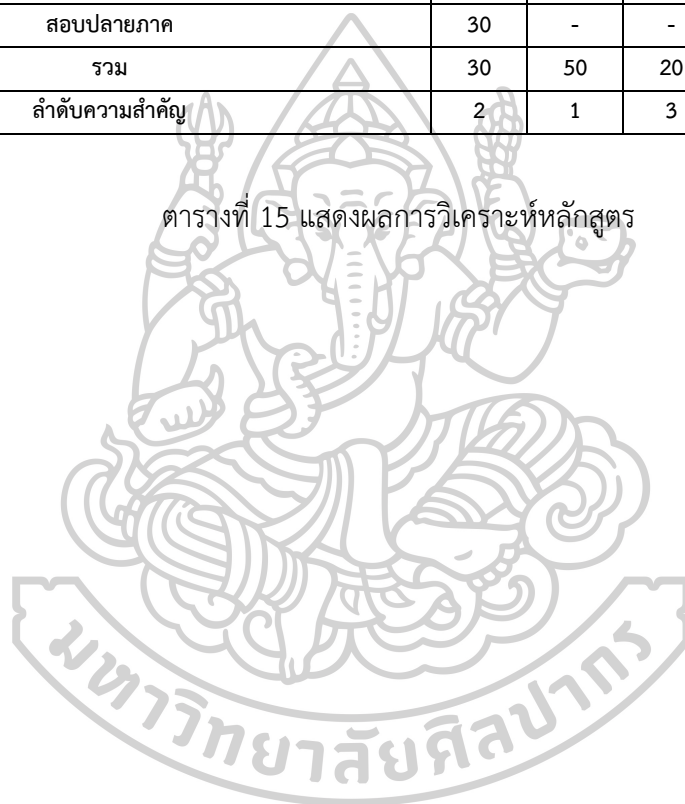 สอบปลายภาค 30 - -
รวม 30 50 20
ลำดับความสำคัญ 2 1 3
ตารางที่ 15 แสดงผลการวิเคราะห์หลักสูตร
มหาวิทยาลัยศิลปากร